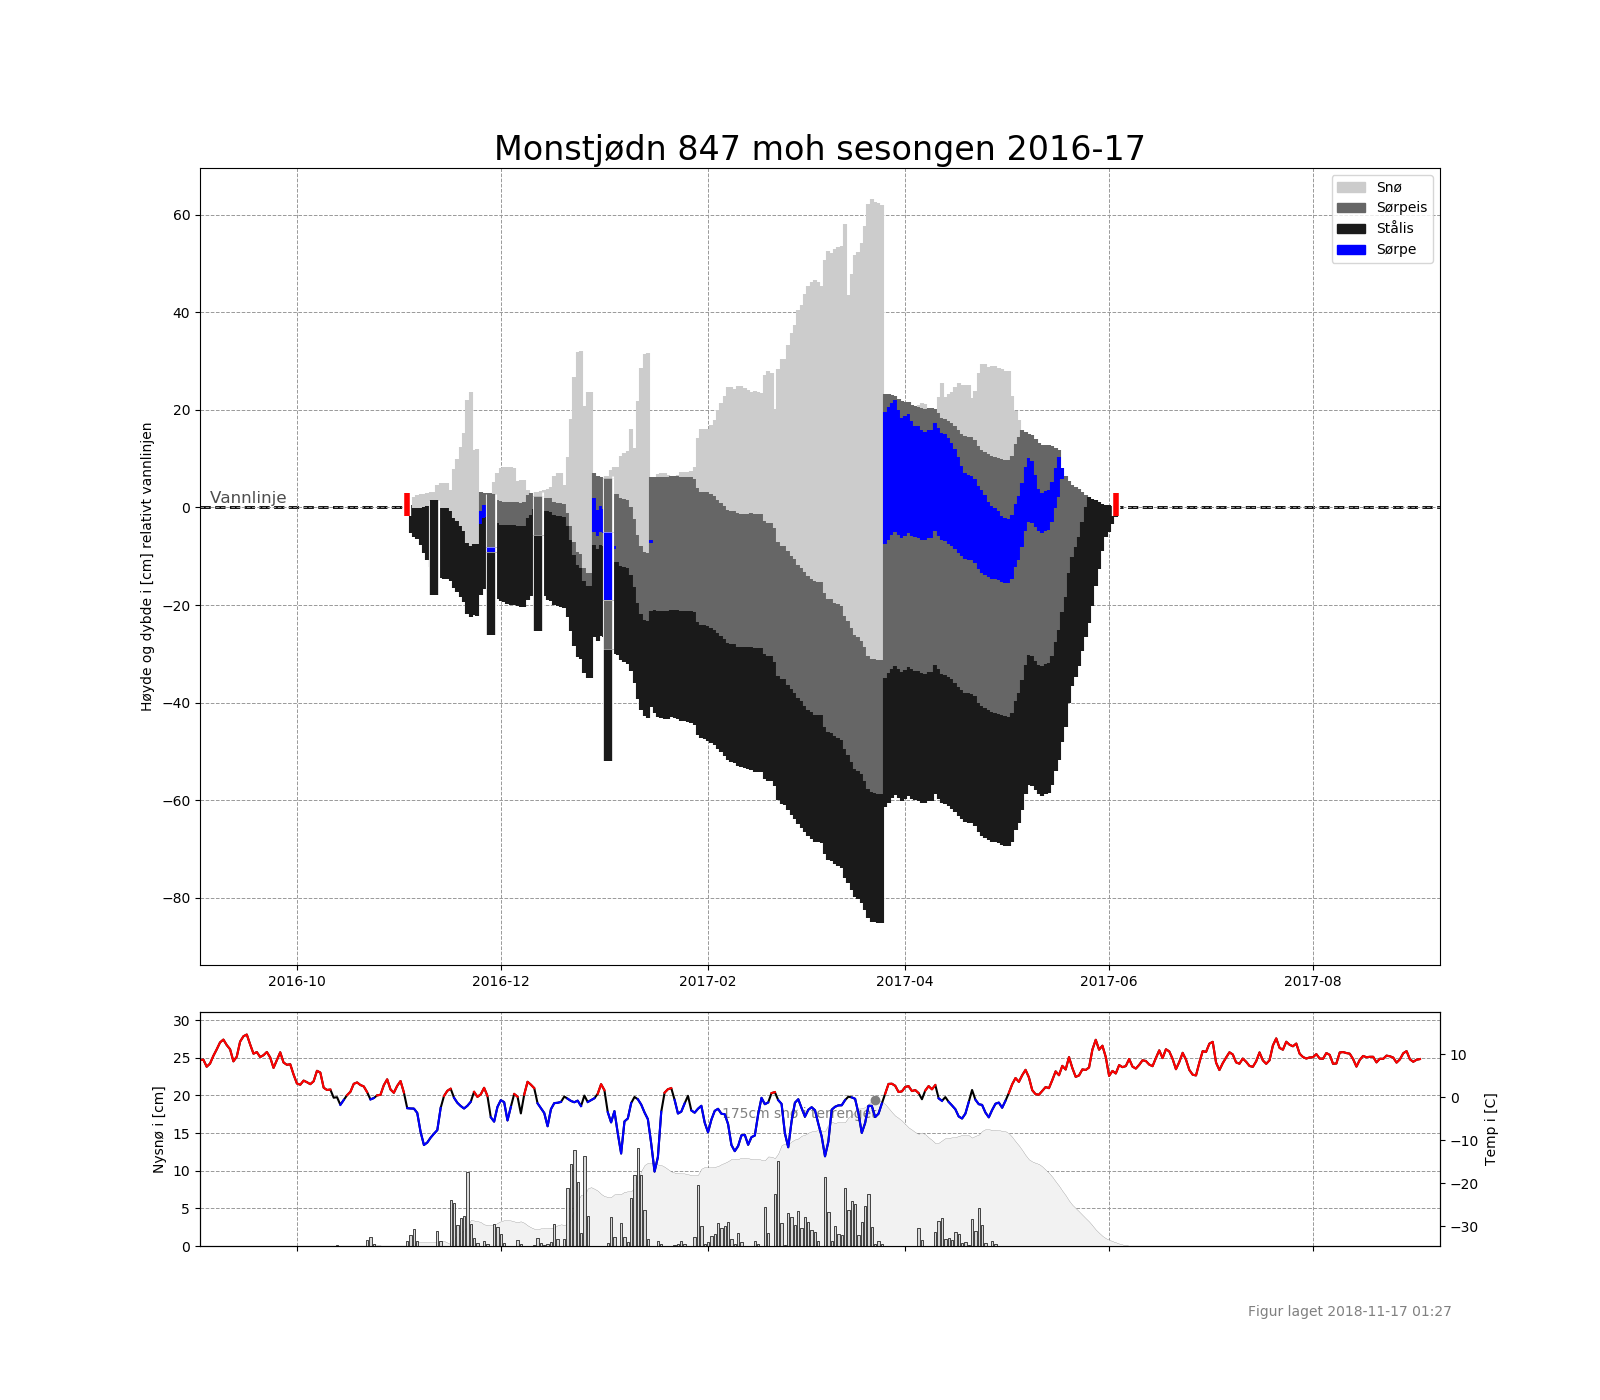 Monstjødn 847 moh sesongen 2016-17
Snø
Sørpeis
Stålis
Sørpe
Høyde og dybde i [cm] relativt vannlinjen
60
40
20
0
−20
−40
−60
−80
Vannlinje
2016-10
2016-12
2017-02
2017-04
2017-06
2017-08
Nysnø i [cm]
30
25
20
15
10
5
0
175cm snø i terrenget
10
0
−10
−20
−30
Temp i [C]
Figur laget 2018-11-17 01:27